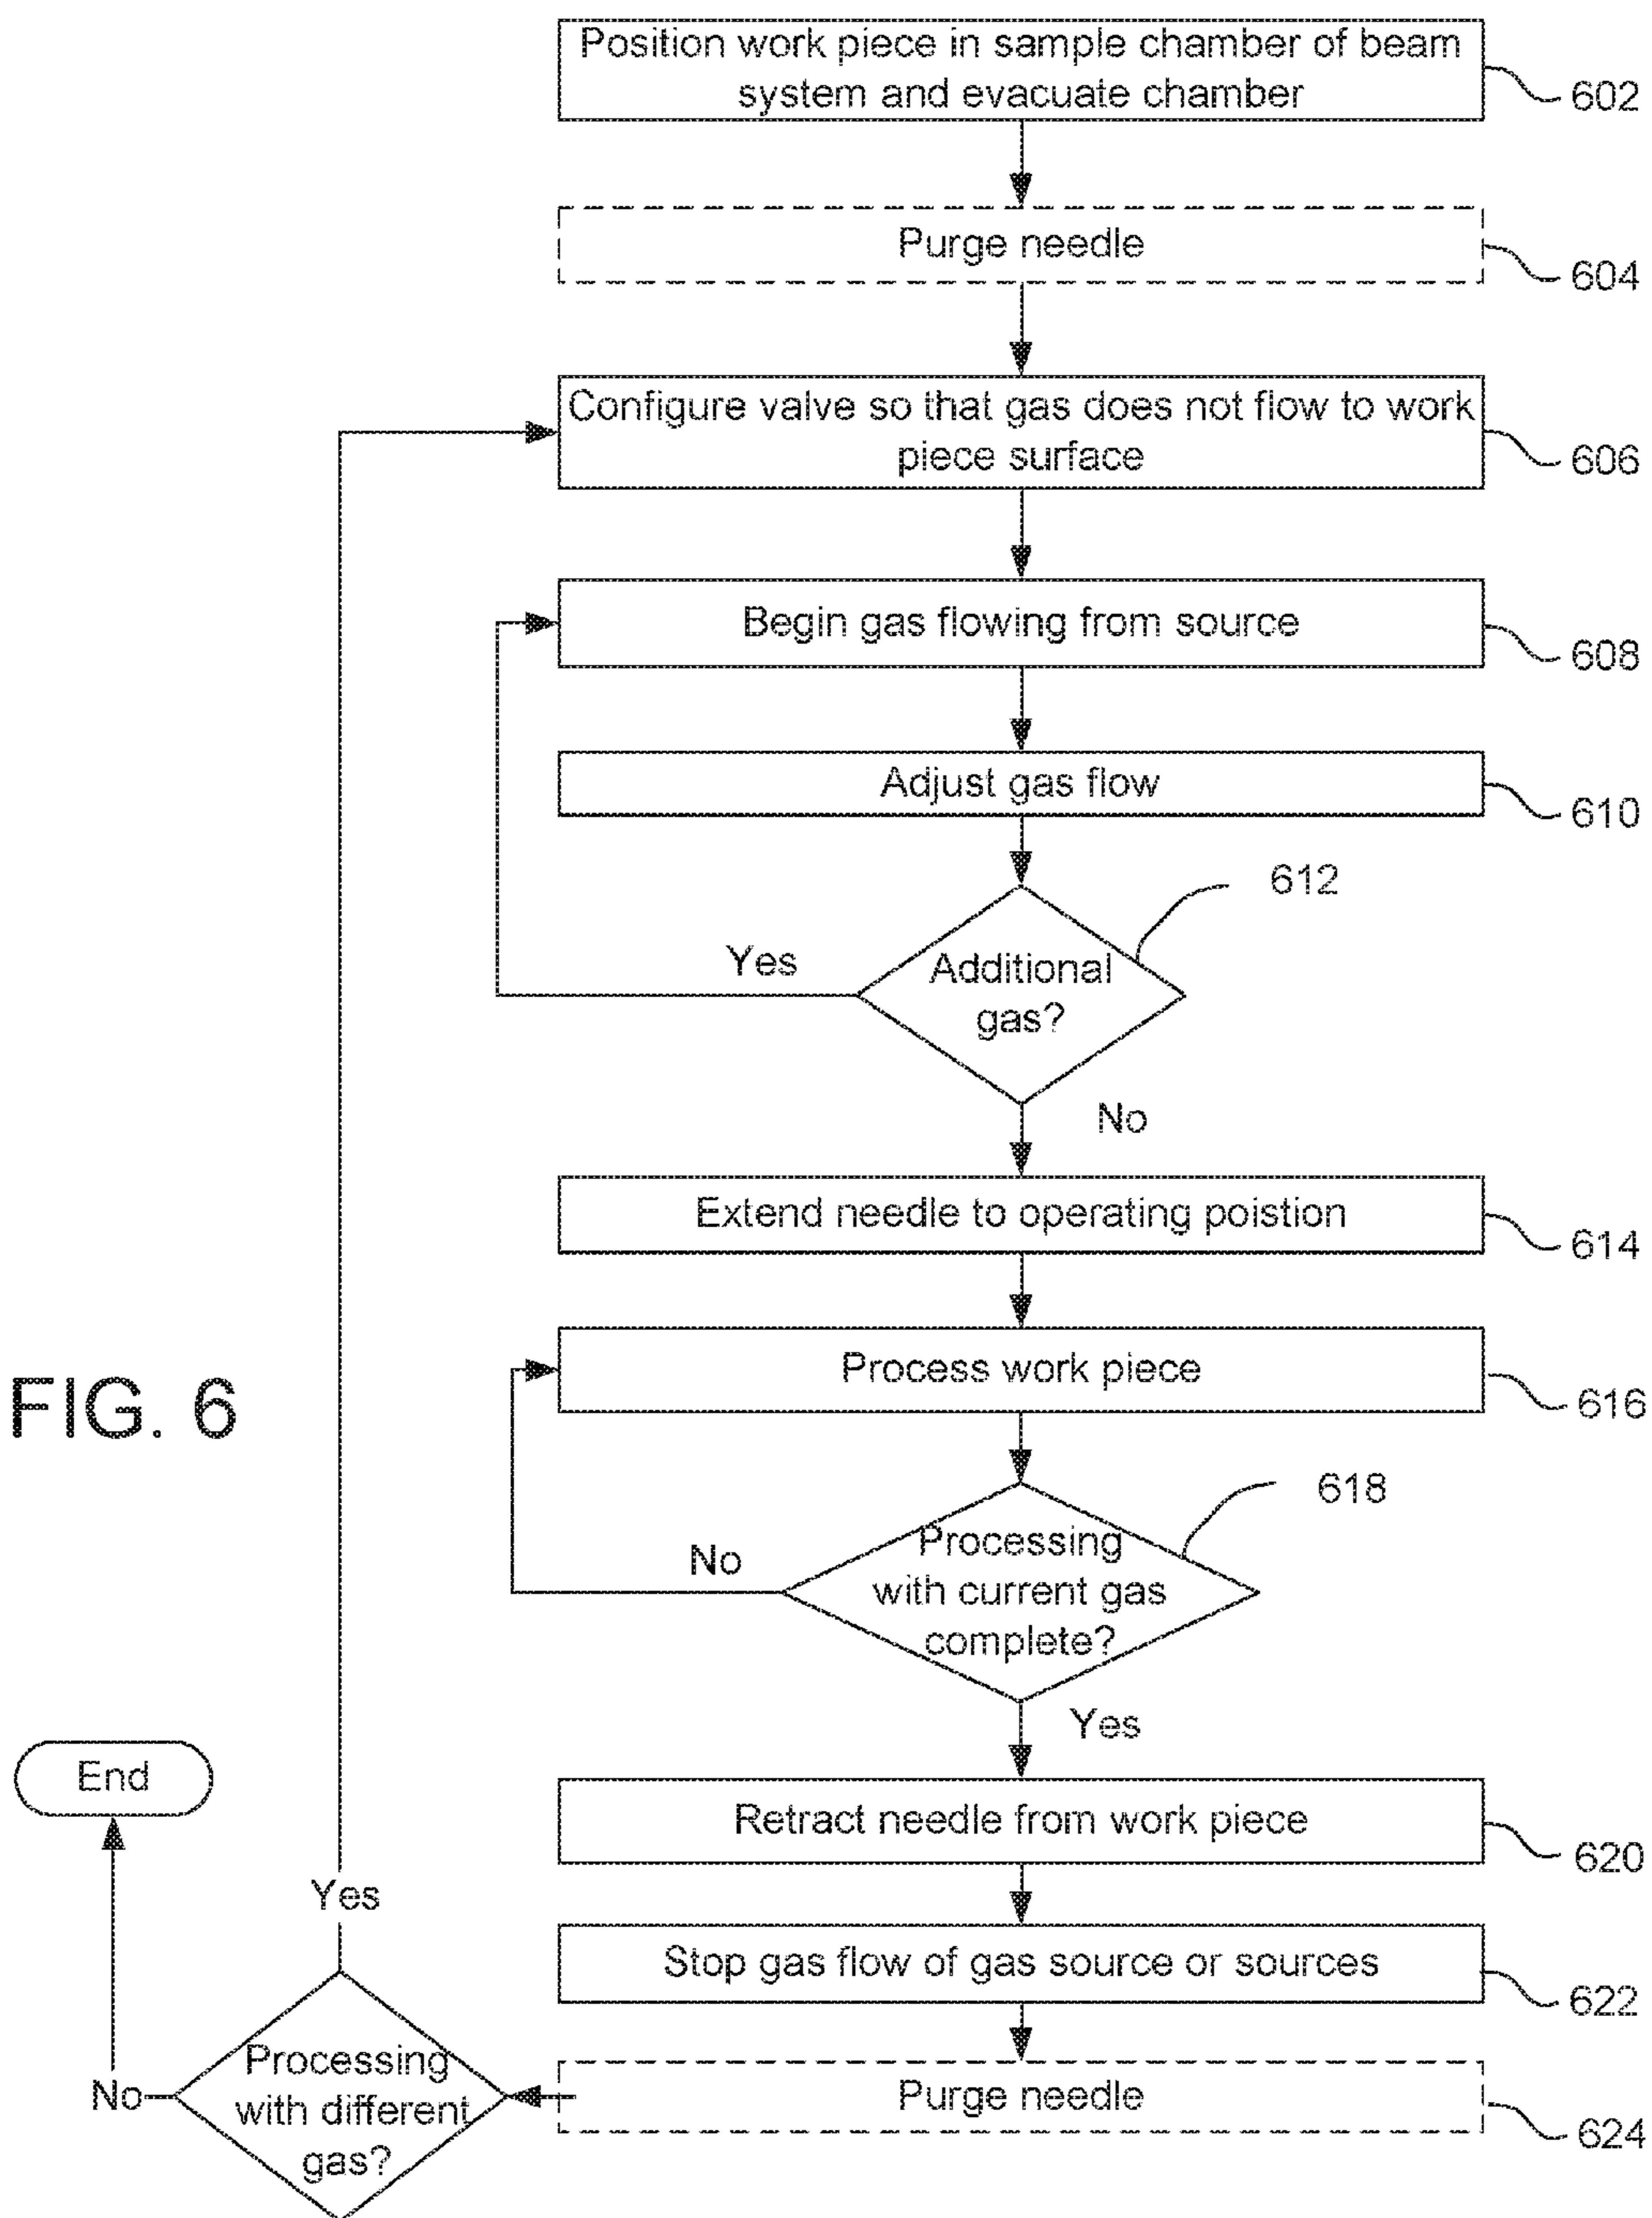 Position work piece in sample chamber of beam
system and evacuate chamber
602
Purge needle
604
Configure valve so that gas does not flow to work
piece surface
606
Begin gas flowing from source
608
Adjust gas flow
610
612
Additional
gas?
Yes
No
Extend needle to operating poistion
614
Process work piece
616
FIG. 6
618
Processing
with current gas
complete?
No
Yes
Retract needle from work piece
620
Stop gas flow of gas source or sources
622
Purge needle
624
Processing
with different
gas?
Yes
No
End